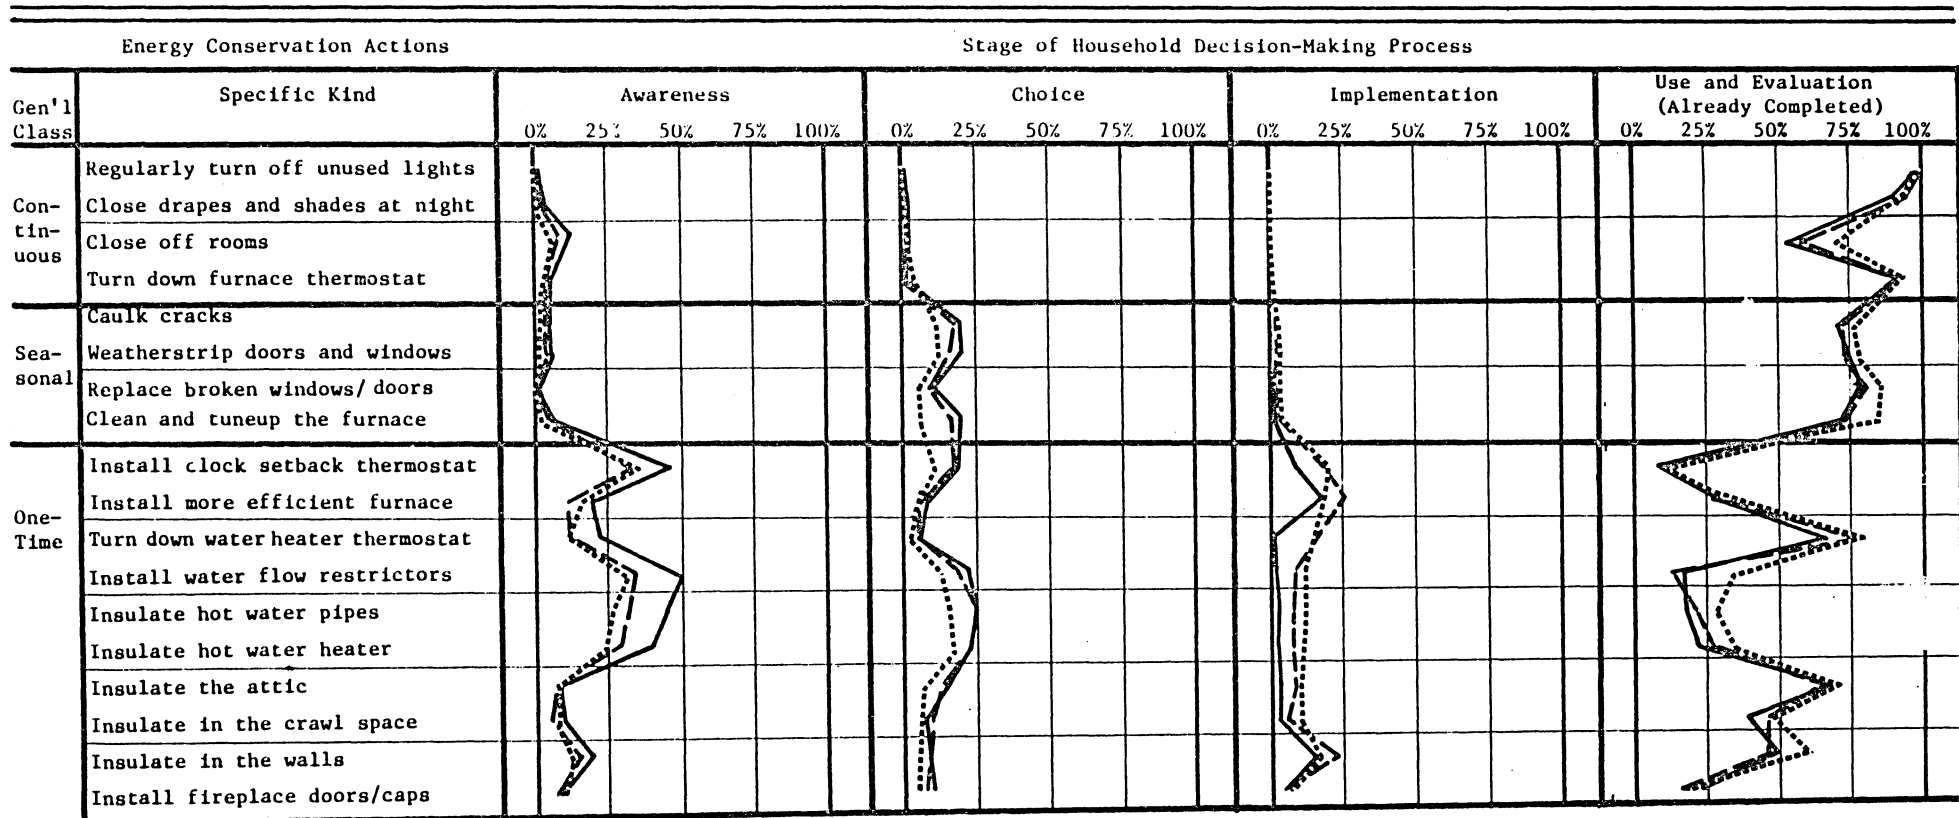 Energy Conservation Actions Stage of Household Decision-Making Process
Gen'l Class Specific Kind Awareness Choice Implementation Use and Evaluation (Already Completed)
0% 25% 50% 75% 100% 0% 25% 50% 75% 100% 0% 25% 50% 75% 100% 0% 25% 50% 75% 100%
Con-
tin-
uous
Regularly turn off unused lights
Close drapes and shades at night
Close off rooms
Turn down furnace thermostat
Sea-
sonal
Caulk cracks
Weatherstrip doors and windows
Replace broken windows/doors
Clean and tuneup the furnace
One-
Time
Install clock setback thermostat
Install more efficient furnace
Turn down water heater thermostat
Install water flow restrictors
Insulate hot water pipes
Insulate hot water heater
Insulate the attic
Insulate in the crawl space
Insulate in the walls
Install fireplace doors/caps